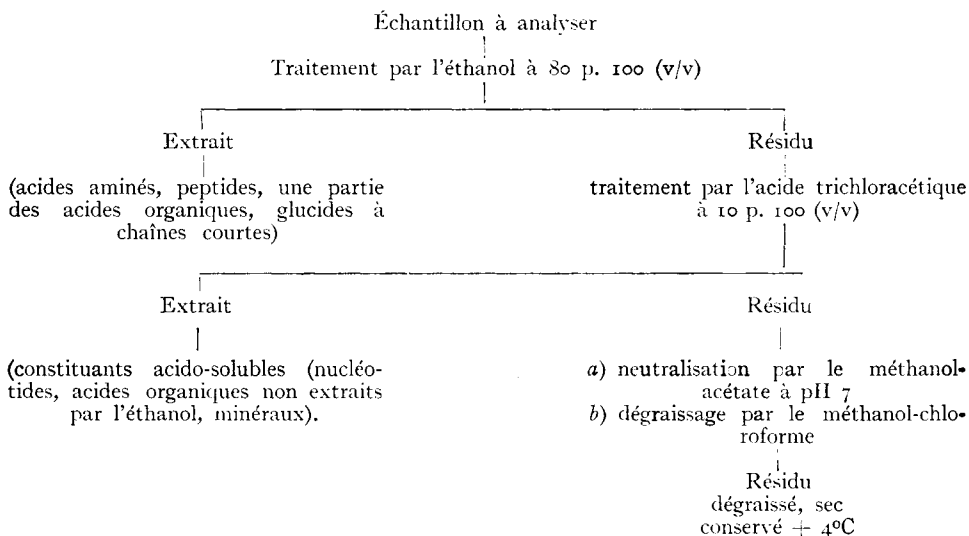 Échantillon à analyser
Traitement par l'éthanol à 80 p. 100 (v/v)
Extrait
(acides aminés, peptides, une partie
des acides organiques, glucides à
chaînes courtes)
Résidu
traitement par l'acide trichloracétique
à 10 p. 100 (v/v)
Extrait
(constituants acido-solubles (nucléo-
tides, acides organiques non extraits
par l'éthanol, minéraux).
Résidu
a) neutralisation par le méthanol-
acétate à pH 7
b) dégraissage par le méthanol-chlo-
roforme
Résidu
dégraissé, sec
conservé + 4°C